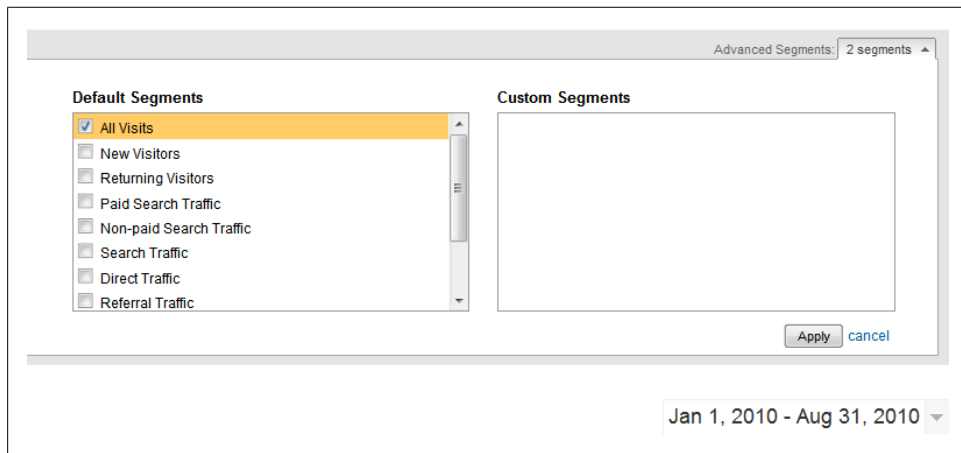 Advanced Segments: 2 segments
Default Segments
All Visits
New Visitors
Returning Visitors
Paid Search Traffic
Non-paid Search Traffic
Search Traffic
Direct Traffic
Referral Traffic
Custom Segments
Apply cancel
Jan 1, 2010 - Aug 31, 2010